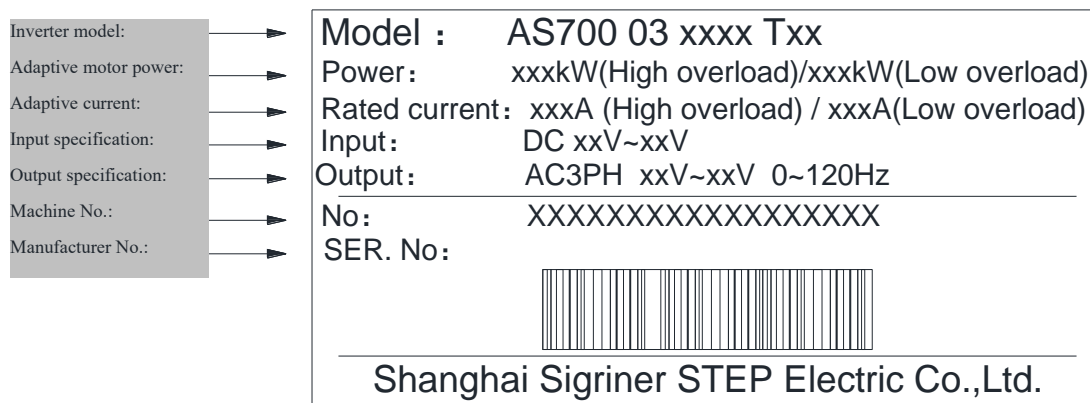 Inverter model:
Adaptive motor power:
Adaptive current:
Input specification:
Output specification:
Machine No.:
Manufacturer No.:
Model： AS700 03 xxxx Txx
Power： xxxkW(High overload)/xxxkW(Low overload)
Rated current：xxxA (High overload) / xxxA(Low overload)
Input： DC xxV~xxV
Output： AC3PH xxV~xxV 0~120Hz
No： XXXXXXXXXXXXXXXXXX
SER. No：
Shanghai Sigriner STEP Electric Co.,Ltd.